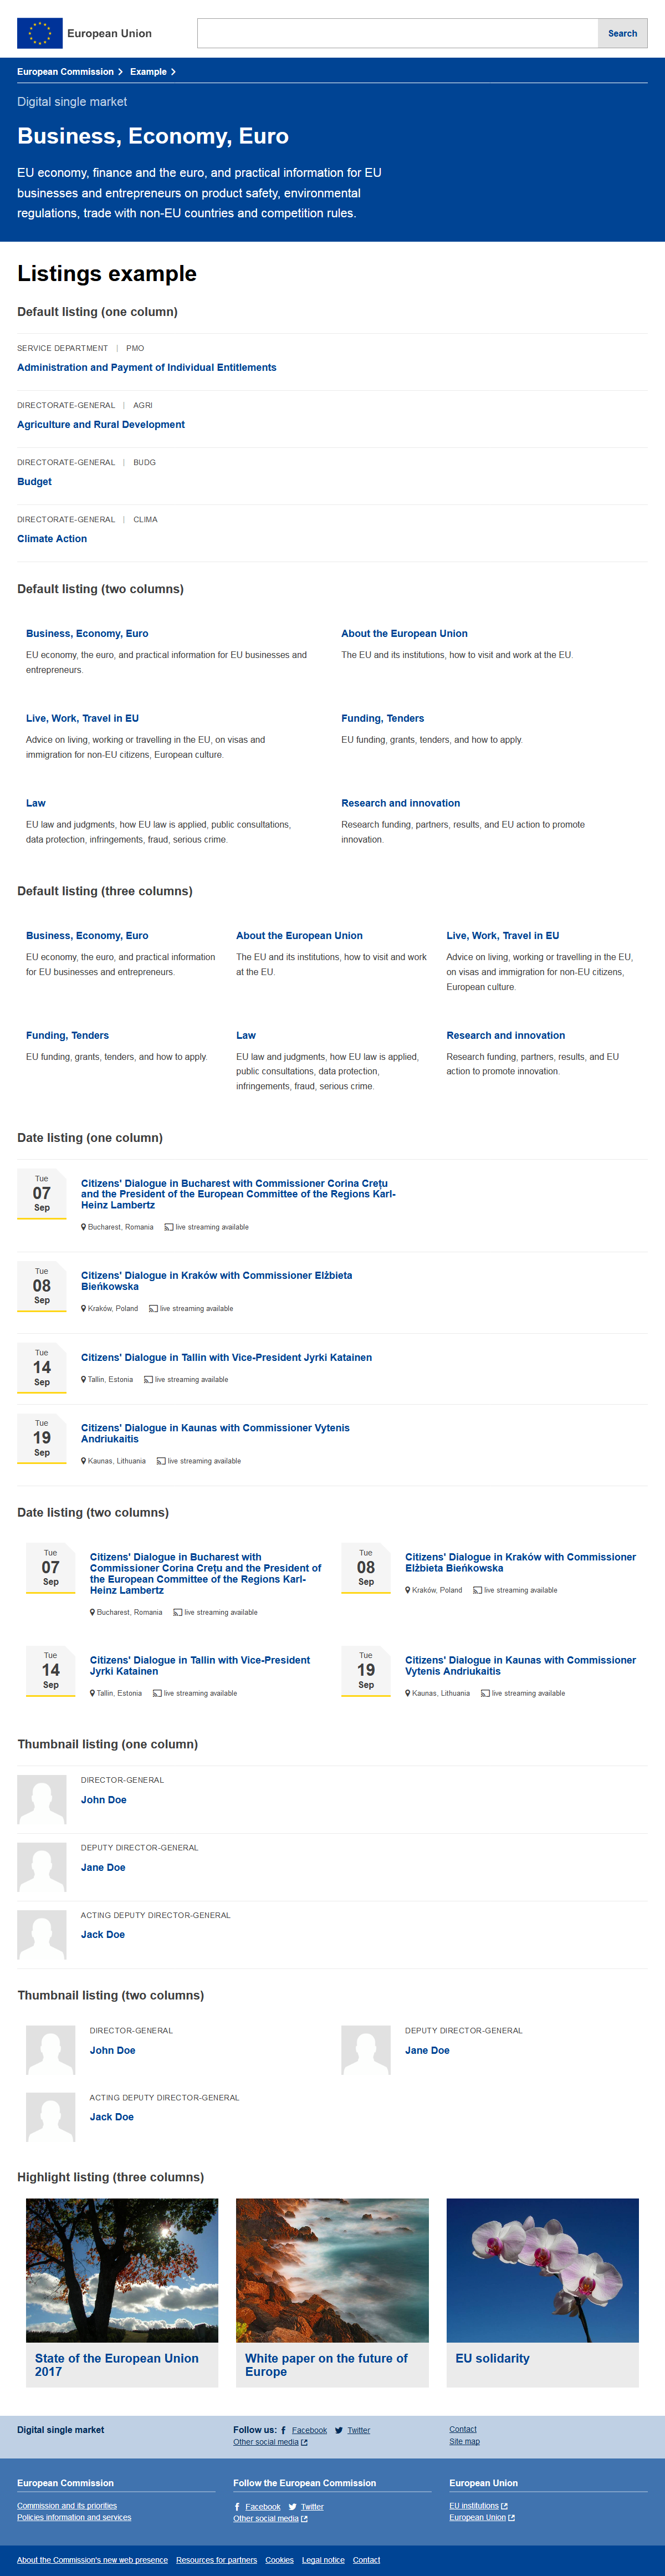 European Union
Search
European Commission
Example
Digital single market
Business, Economy, Euro
EU economy, finance and the euro, and practical information for EU
businesses and entrepreneurs on product safety, environmental
regulations, trade with non-EU countries and competition rules.
Listings example
Default listing (one column)
SERVICE DEPARTMENT | PMO
Administration and Payment of Individual Entitlements
DIRECTORATE-GENERAL | AGRI
Agriculture and Rural Development
DIRECTORATE-GENERAL | BUDG
Budget
DIRECTORATE-GENERAL | CLIMA
Climate Action
Default listing (two columns)
Business, Economy, Euro
EU economy, the euro, and practical information for EU businesses and
entrepreneurs.
About the European Union
The EU and its institutions, how to visit and work at the EU.
Live, Work, Travel in EU
Advice on living, working or travelling in the EU, on visas and
immigration for non-EU citizens, European culture.
Funding, Tenders
EU funding, grants, tenders, and how to apply.
Law
EU law and judgments, how EU law is applied, public consultations,
data protection, infringements, fraud, serious crime.
Research and innovation
Research funding, partners, results, and EU action to promote
innovation.
Default listing (three columns)
Business, Economy, Euro
EU economy, the euro, and practical information
for EU businesses and entrepreneurs.
About the European Union
The EU and its institutions, how to visit and work
at the EU.
Live, Work, Travel in EU
Advice on living, working or travelling in the EU,
on visas and immigration for non-EU citizens,
European culture.
Funding, Tenders
EU funding, grants, tenders, and how to apply.
Law
EU law and judgments, how EU law is applied,
public consultations, data protection,
infringements, fraud, serious crime.
Research and innovation
Research funding, partners, results, and EU
action to promote innovation.
Date listing (one column)
Tue
07
Sep
Citizens' Dialogue in Bucharest with Commissioner Corina Crețu
and the President of the European Committee of the Regions Karl-
Heinz Lambertz
Bucharest, Romania
live streaming available
Tue
08
Sep
Citizens' Dialogue in Kraków with Commissioner Elżbieta
Bieńkowska
Kraków, Poland
live streaming available
Tue
14
Sep
Citizens' Dialogue in Tallin with Vice-President Jyrki Katainen
Tallin, Estonia
live streaming available
Tue
19
Sep
Citizens' Dialogue in Kaunas with Commissioner Vytenis
Andriukaitis
Kaunas, Lithuania
live streaming available
Date listing (two columns)
Tue
07
Sep
Citizens' Dialogue in Bucharest with
Commissioner Corina Crețu and the President of
the European Committee of the Regions Karl-
Heinz Lambertz
Bucharest, Romania
live streaming available
Tue
08
Sep
Citizens' Dialogue in Kraków with Commissioner
Elżbieta Bieńkowska
Kraków, Poland
live streaming available
Tue
14
Sep
Citizens' Dialogue in Tallin with Vice-President
Jyrki Katainen
Tallin, Estonia
live streaming available
Tue
19
Sep
Citizens' Dialogue in Kaunas with Commissioner
Vytenis Andriukaitis
Kaunas, Lithuania
live streaming available
Thumbnail listing (one column)
DIRECTOR-GENERAL
John Doe
DEPUTY DIRECTOR-GENERAL
Jane Doe
ACTING DEPUTY DIRECTOR-GENERAL
Jack Doe
Thumbnail listing (two columns)
DIRECTOR-GENERAL
John Doe
DEPUTY DIRECTOR-GENERAL
Jane Doe
ACTING DEPUTY DIRECTOR-GENERAL
Jack Doe
Highlight listing (three columns)
State of the European Union
2017
White paper on the future of
Europe
EU solidarity
Digital single market
Follow us: Facebook Twitter
Other social media
Contact
Site map
European Commission
Commission and its priorities
Policies information and services
Follow the European Commission
Facebook Twitter
Other social media
European Union
EU institutions
European Union
About the Commission's new web presence Resources for partners Cookies Legal notice Contact